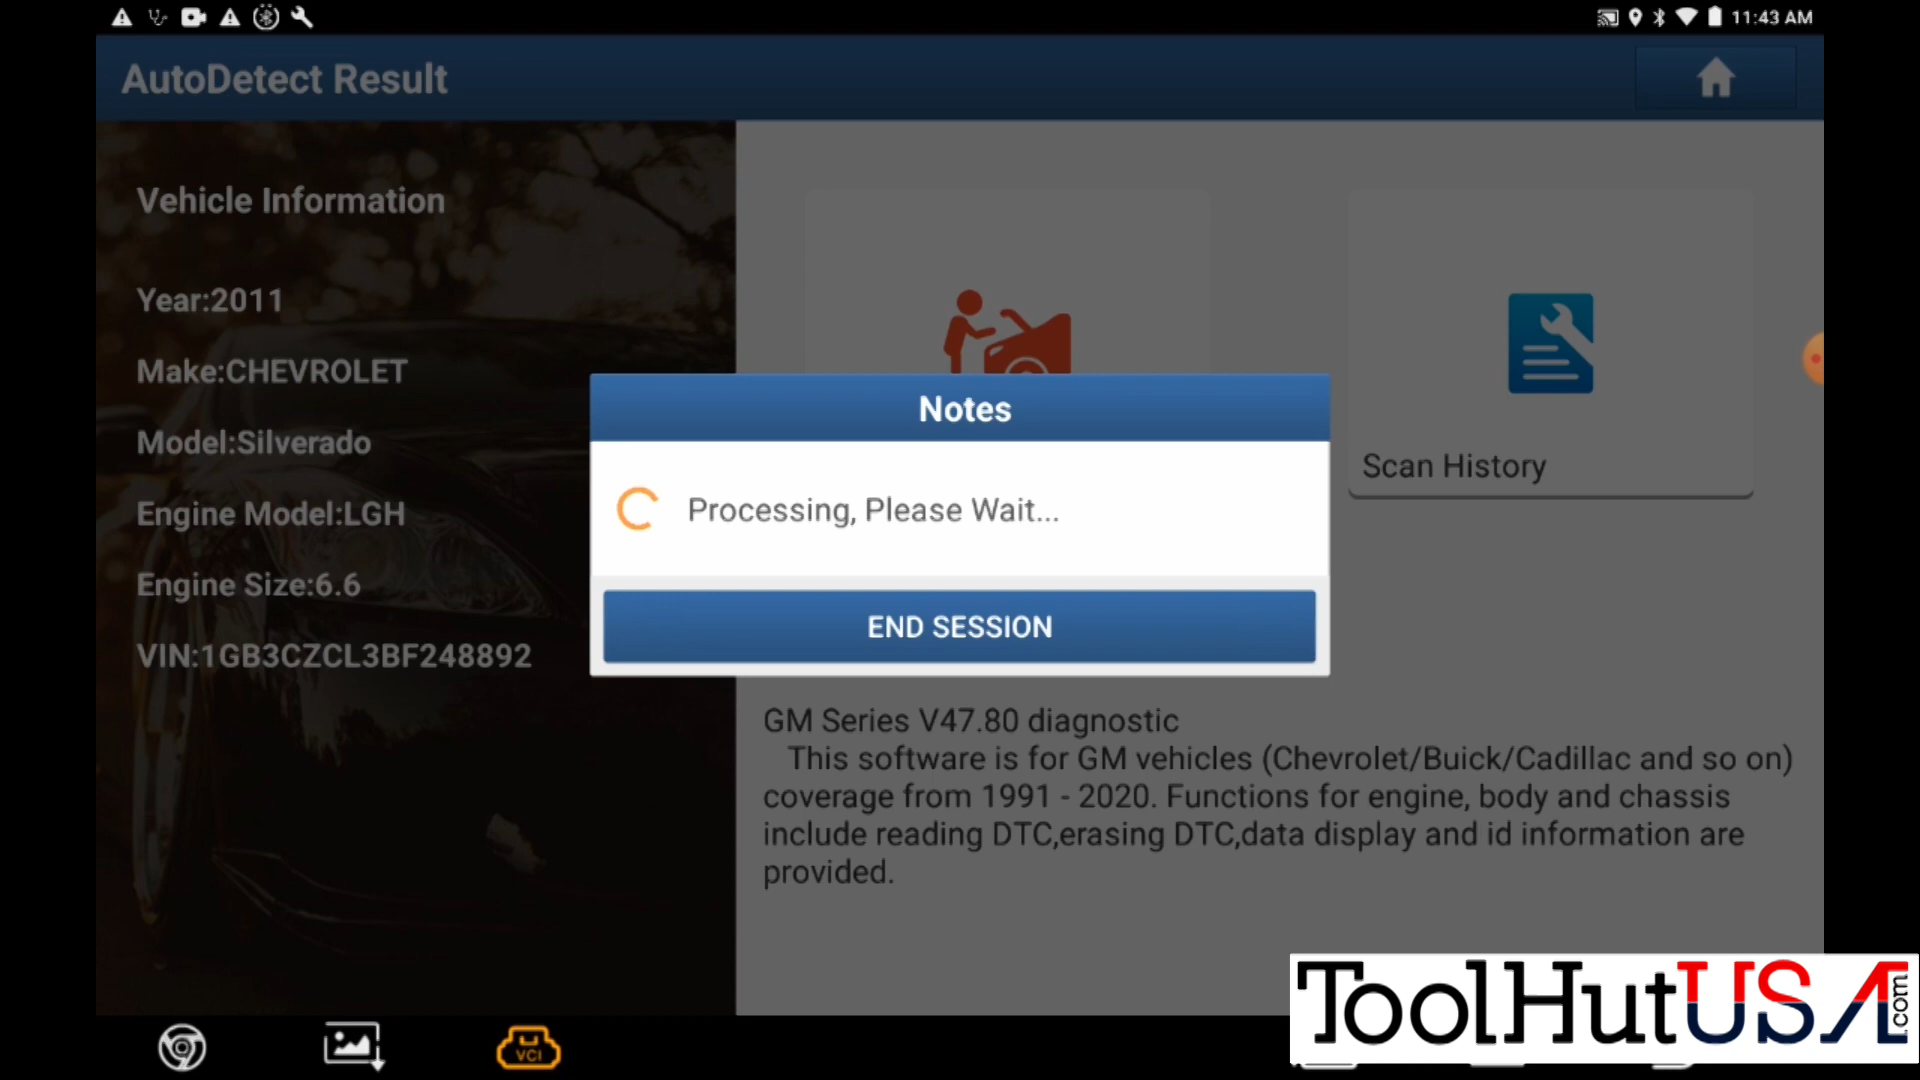 11:43 AM
AutoDetect Result
Vehicle Information
Year:2011
Make:CHEVROLET
Model:Silverado
Engine Model:LGH
Engine Size:6.6
VIN:1GB3CZCL3BF248892
Scan History
Notes
Processing, Please Wait...
END SESSION
GM Series V47.80 diagnostic
This software is for GM vehicles (Chevrolet/Buick/Cadillac and so on)
coverage from 1991 - 2020. Functions for engine, body and chassis
include reading DTC,erasing DTC,data display and id information are
provided.
VCI
ToolHutUSA.com